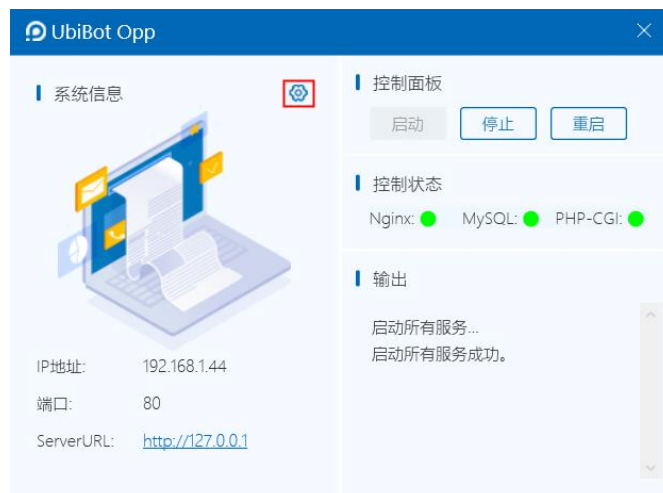 UbiBot Opp
系统信息
控制面板
启动 停止 重启
控制状态
Nginx: MySQL: PHP-CGI:
输出
启动所有服务...
启动所有服务成功。
IP地址: 192.168.1.44
端口: 80
ServerURL: http://127.0.0.1